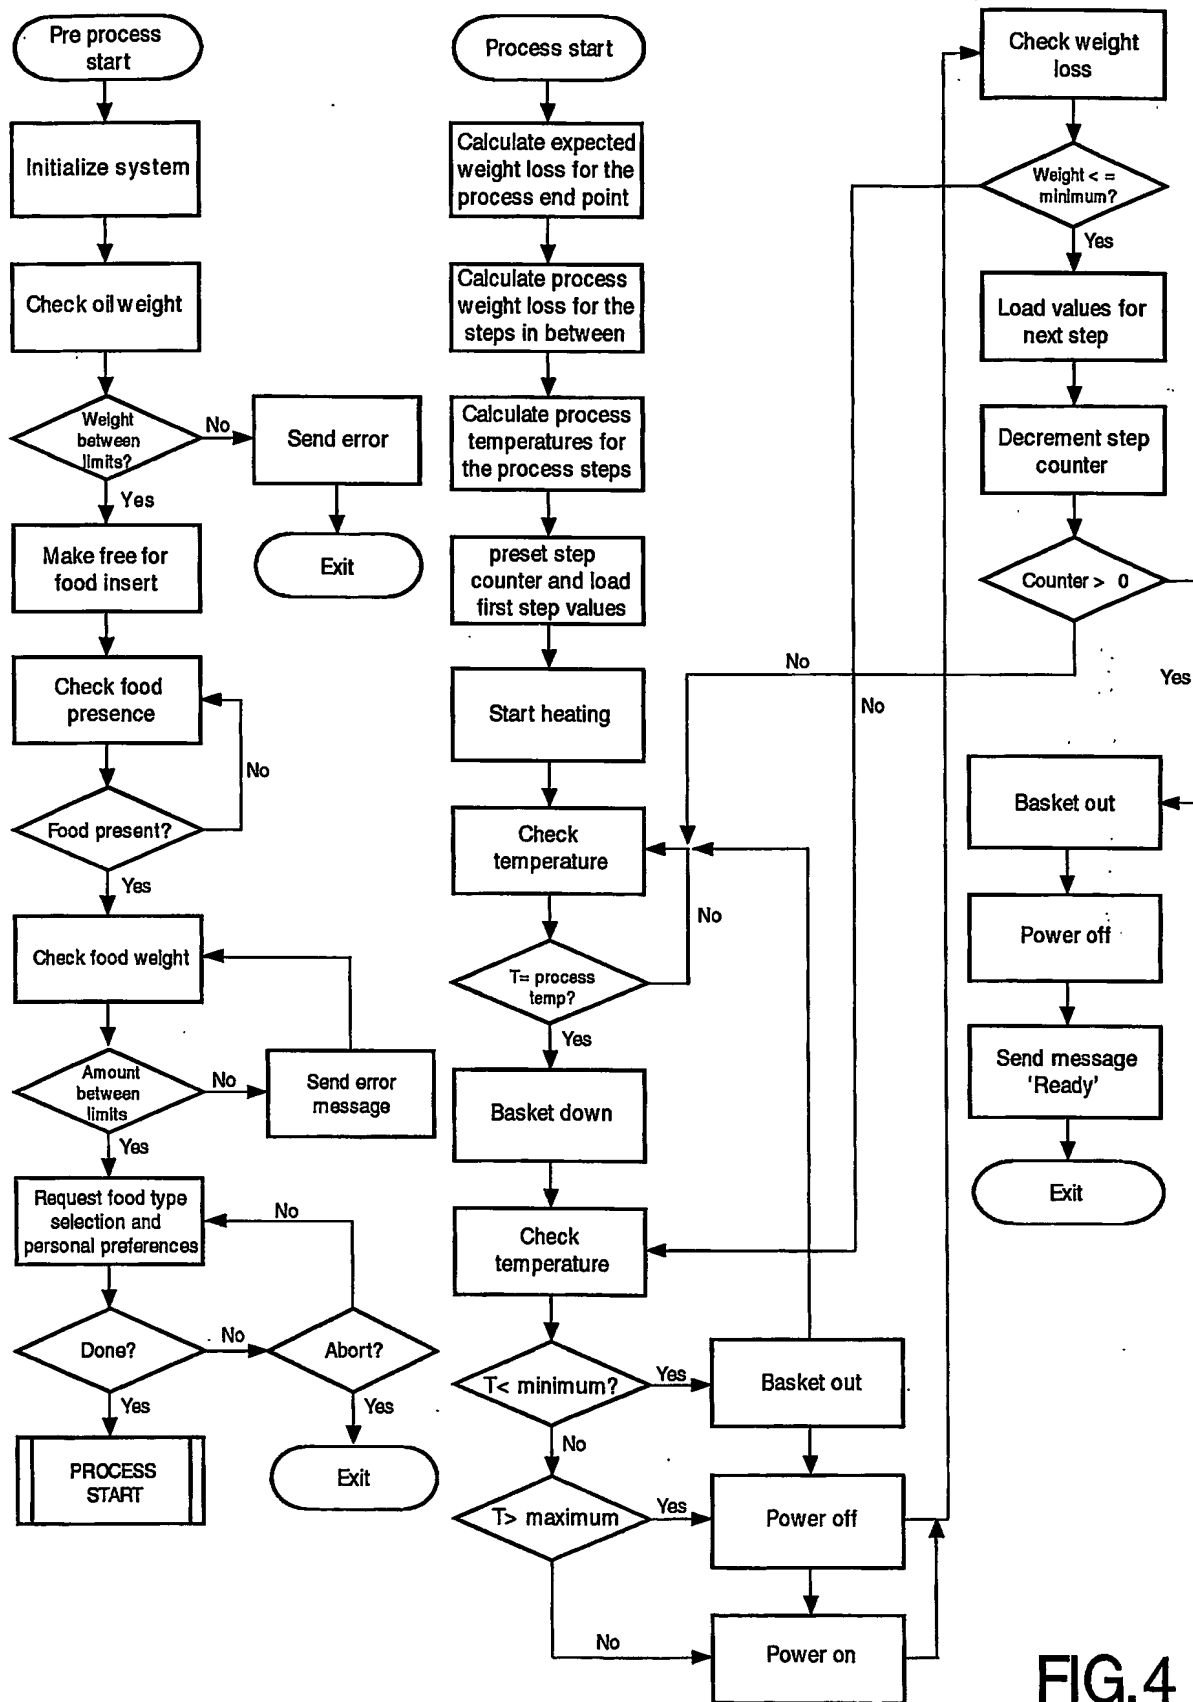 Pre process
start
Initialize system
Check oil weight
Weight
between
limits?
No
Send error
Exit
Yes
Make free for
food insert
Check food
presence
No
Food present?
Yes
Check food weight
Amount
between
limits
No
Send error
message
Yes
Request food type
selection and
personal preferences
No
Done?
No
Abort?
Yes
Yes
PROCESS
START
Exit
Process start
Calculate expected
weight loss for the
process end point
Calculate process
weight loss for the
steps in between
Calculate process
temperatures for
the process steps
preset step
counter and load
first step values
Start heating
Check
temperature
No
T= process
temp?
Yes
Basket down
Check
temperature
T< minimum?
Yes
Basket out
No
T> maximum
Yes
Power off
No
Power on
Check weight
loss
Weight < =
minimum?
Yes
No
Load values for
next step
Decrement step
counter
Counter > 0
No
Yes
Basket out
Power off
Send message
'Ready'
Exit
FIG.4